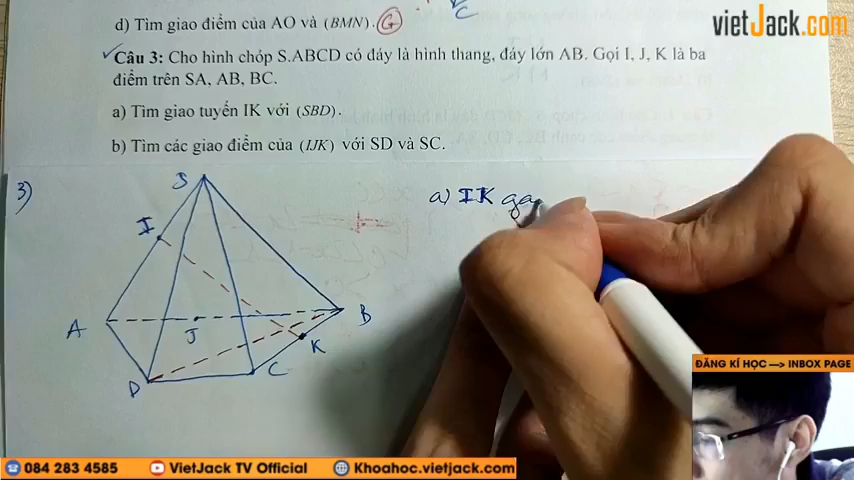 vietJack.com
d) Tìm giao điểm của AO và (BMN). G
C
Câu 3: Cho hình chóp S.ABCD có đáy là hình thang, đáy lớn AB. Gọi I, J, K là ba
điểm trên SA, AB, BC.
a) Tìm giao tuyến IK với (SBD).
b) Tìm các giao điểm của (IJK) với SD và SC.
3)
S
a) IK
I
A
J
B
K
D
C
ĐĂNG KÍ HỌC —> INBOX PAGE
084 283 4585
VietJack TV Official
Khoahoc.vietjack.com